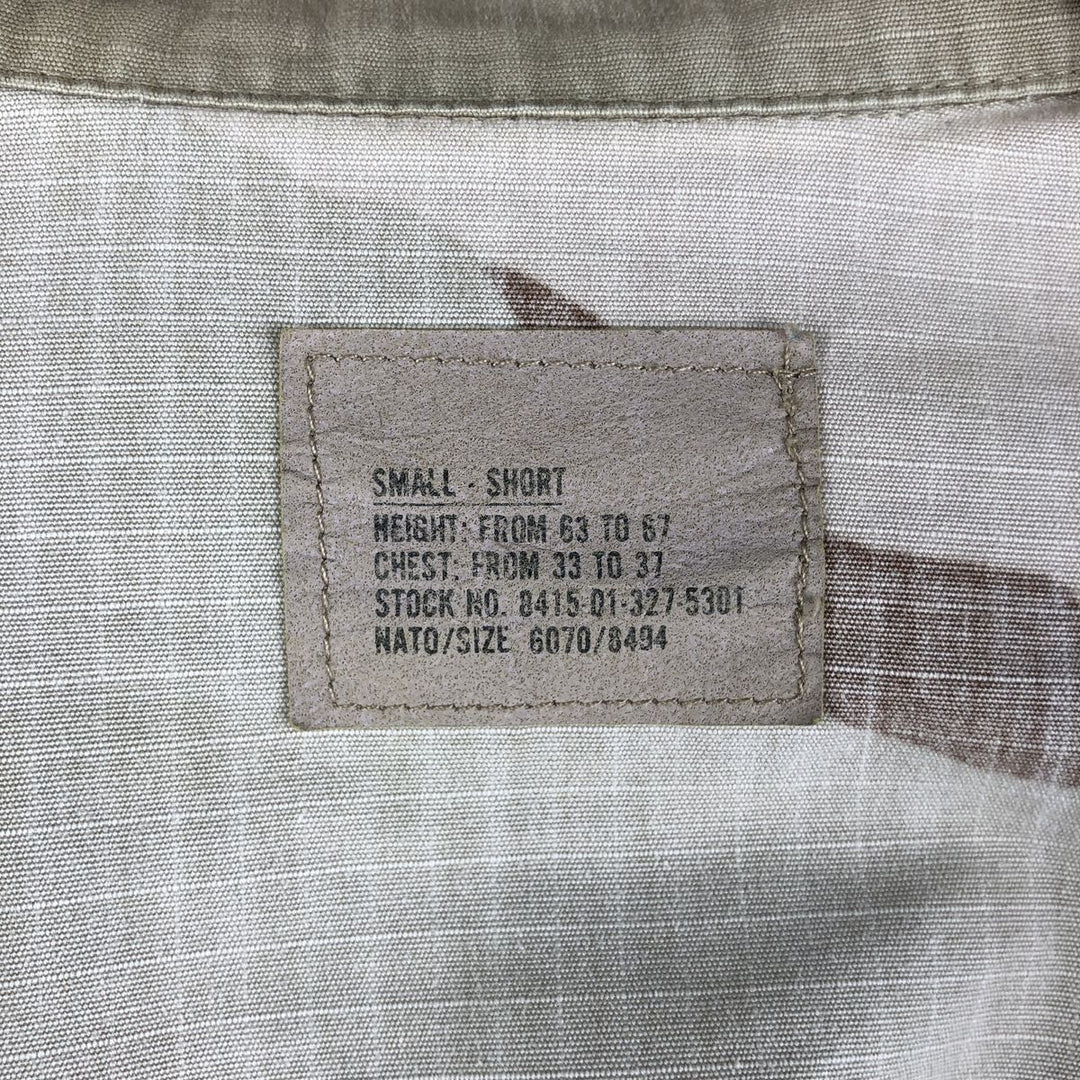 SMALL - SHORT
HEIGHT: FROM 63 TO 67
CHEST: FROM 33 TO 37
STOCK NO. 8415-01-327-5301
NATO/SIZE 6070/8494